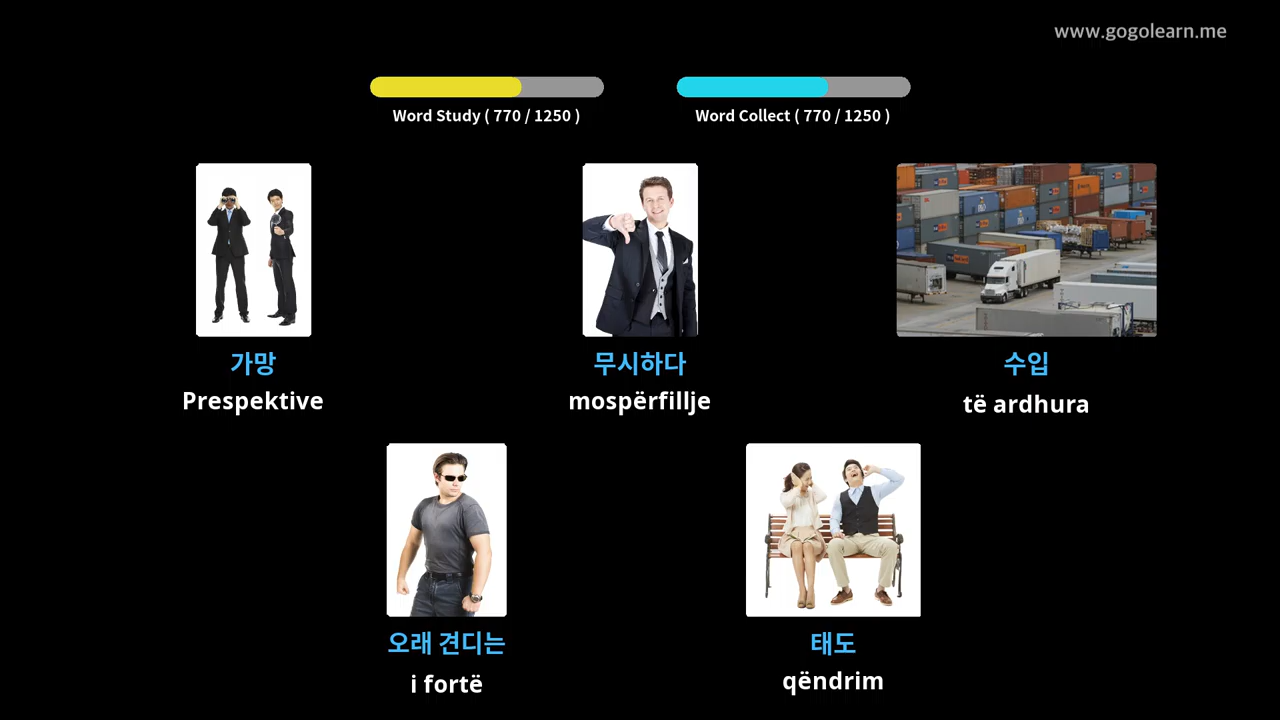 www.gogolearn.me
Word Study ( 770 / 1250 )
Word Collect ( 770 / 1250 )
가망
Prespektive
무시하다
mospërfillje
수입
të ardhura
오래 견디는
i fortë
태도
qëndrim